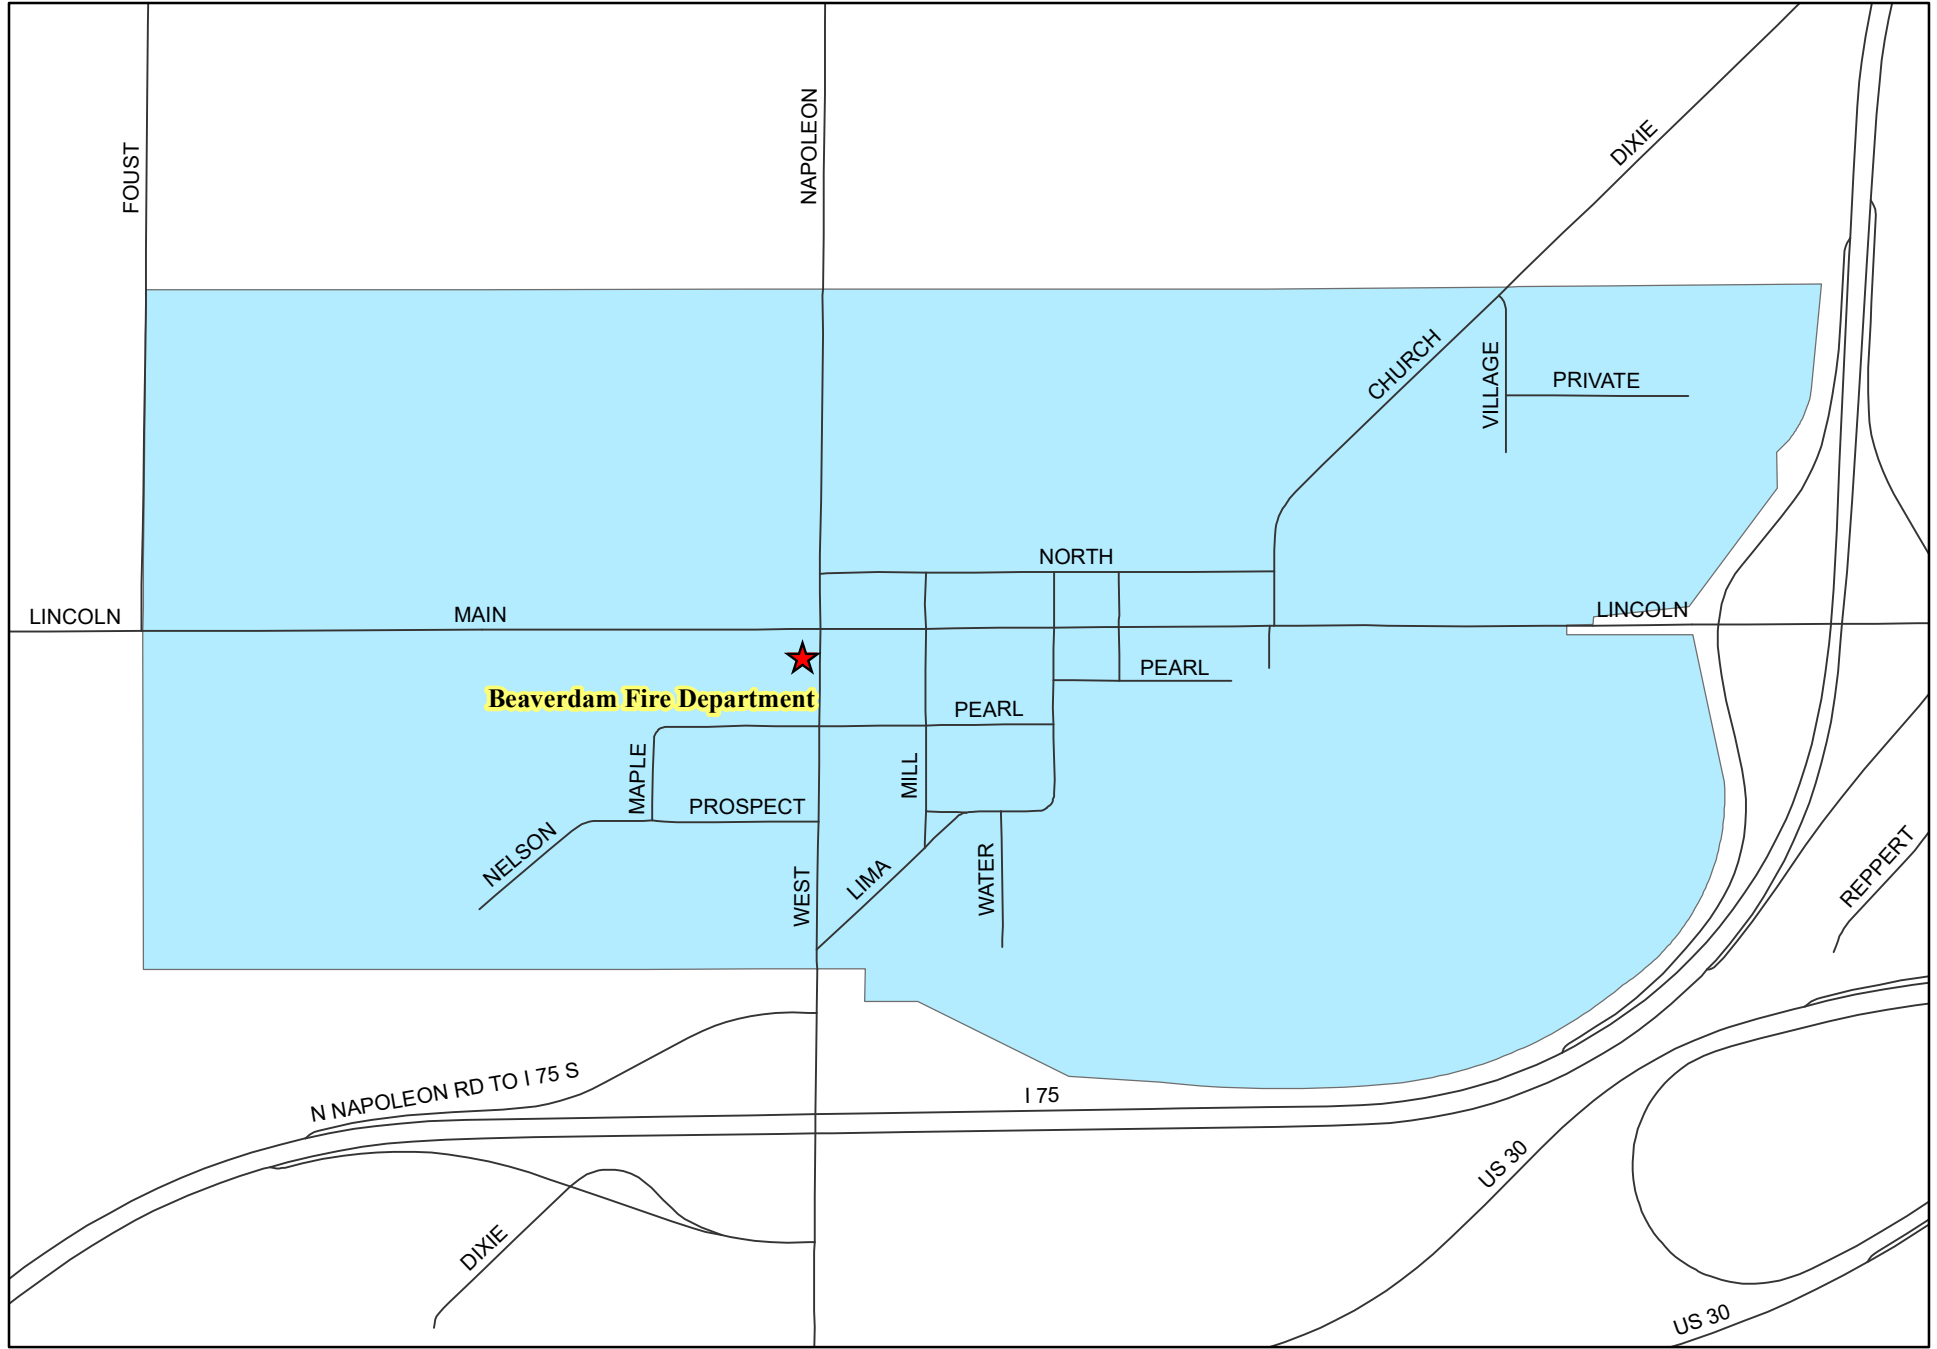 NAPOLEON
DIXIE
FOUST
CHURCH
VILLAGE
PRIVATE
NORTH
LINCOLN
MAIN
LINCOLN
PEARL
Beaverdam Fire Department
PEARL
MAPLE
MILL
PROSPECT
NELSON
WEST
LIMA
WATER
REPPERT
N NAPOLEON RD TO I 75 S
I 75
US 30
DIXIE
US 30